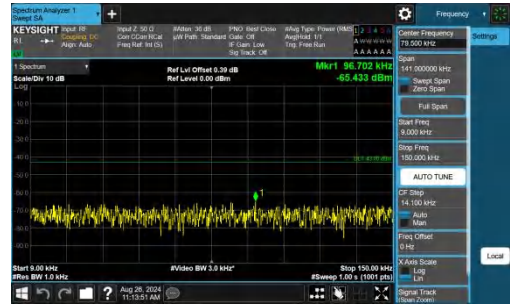 Spectrum Analyzer 1
Swept SA
Frequency
KEYSIGHT
Input: RF
Coupling: DC
Align: Auto
Input Z: 50 Ω
Corr CCorr RCal
Freq Ref: Int (S)
#Atten: 36 dB
µW Path: Standard
PNO: Best Close
Gate: Off
IF Gain: Low
Sig Track: Off
#Avg Type: Power (RMS)
Avg|Hold: 1/1
Trig: Free Run
1 2 3 4 5 6
A W W W W W
A A A A A A
Center Frequency
79.500 kHz
Settings
1 Spectrum
Scale/Div 10 dB
Log
Ref Lvl Offset 0.39 dB
Ref Level 0.00 dBm
Mkr1 96.702 kHz
-65.433 dBm
Span
141.000000 kHz
Swept Span
Zero Span
Full Span
Start Freq
9.000 kHz
Stop Freq
150.000 kHz
AUTO TUNE
CF Step
14.100 kHz
Auto
Man
Freq Offset
0 Hz
X Axis Scale
Log
Lin
Signal Track
(Span Zoom)
Local
1
Start 9.00 kHz
#Res BW 1.0 kHz
#Video BW 3.0 kHz*
Stop 150.00 kHz
#Sweep 1.00 s (1001 pts)
Aug 26, 2024
11:13:51 AM